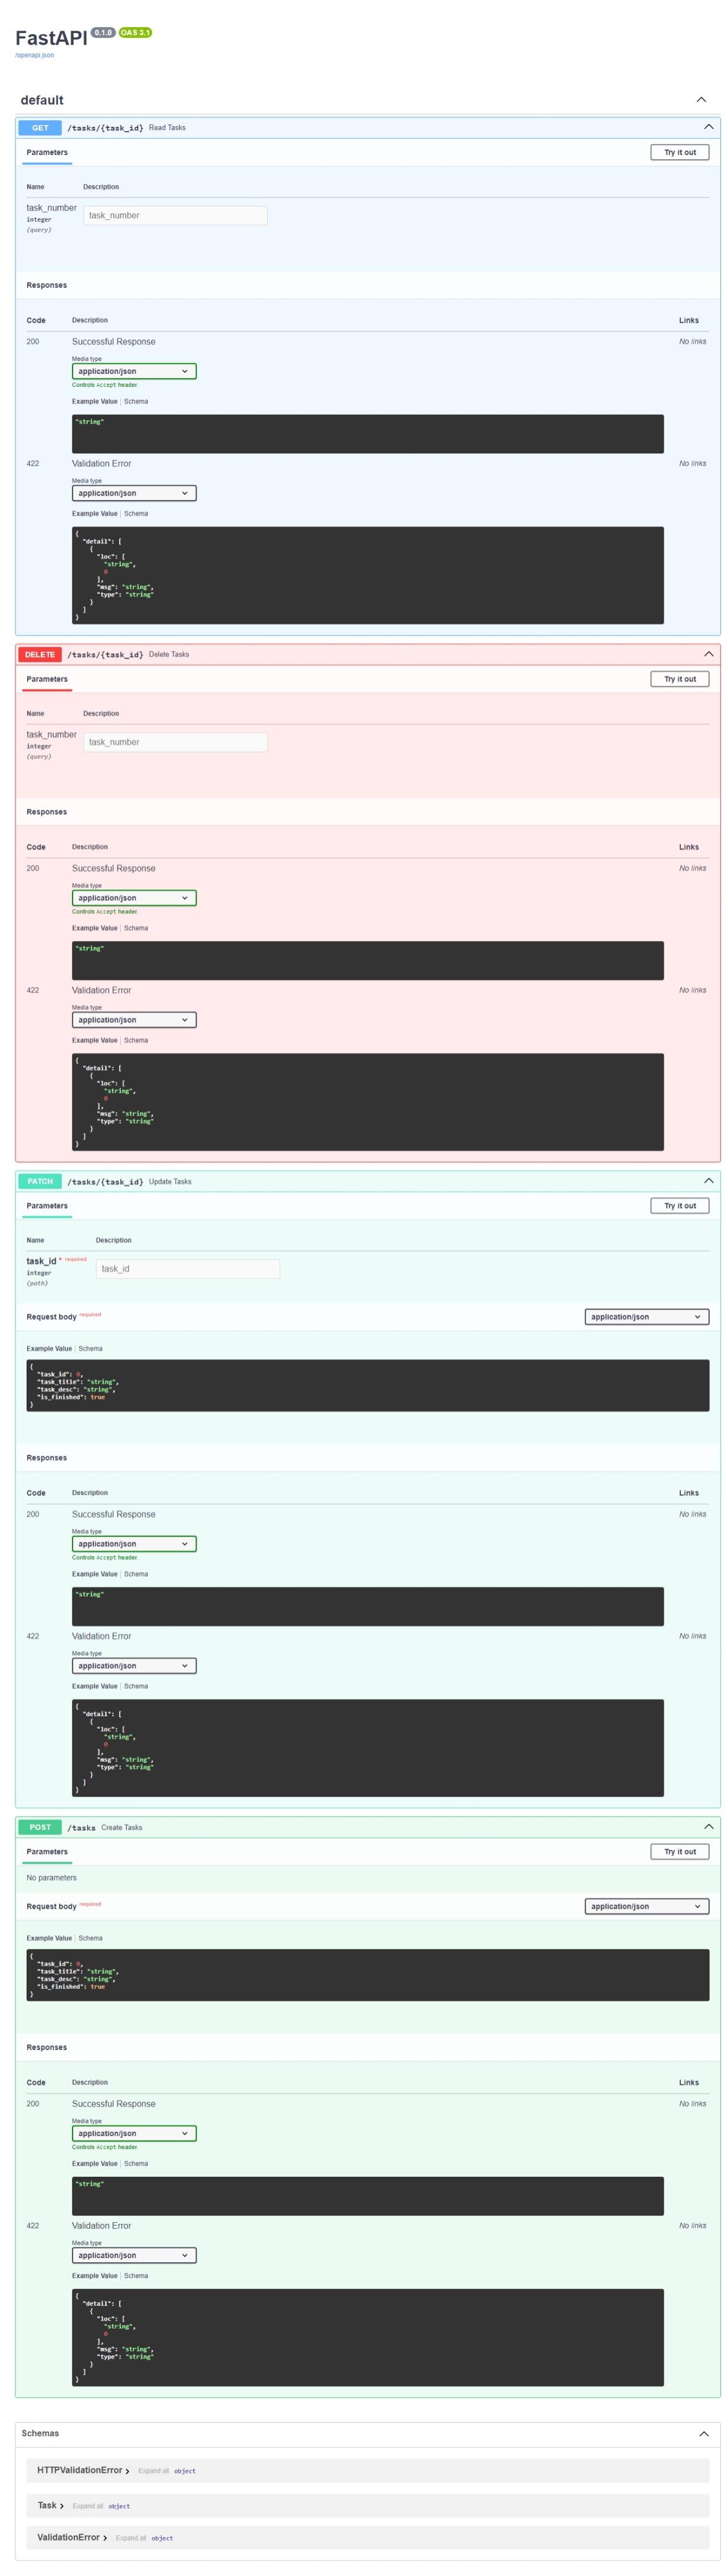 FastAPI 0.1.0 OAS 3.1
/openapi.json
default
GET /tasks/{task_id} Read Tasks
Parameters Try it out
Name Description
task_number
integer
(query)
task_number
Responses
Code Description Links
200 Successful Response No links
Media type
application/json
Controls Accept header.
Example Value | Schema
"string"
422 Validation Error No links
Media type
application/json
Example Value | Schema
{
  "detail": [
    {
      "loc": [
        "string",
        0
      ],
      "msg": "string",
      "type": "string"
    }
  ]
}
DELETE /tasks/{task_id} Delete Tasks
Parameters Try it out
Name Description
task_number
integer
(query)
task_number
Responses
Code Description Links
200 Successful Response No links
Media type
application/json
Controls Accept header.
Example Value | Schema
"string"
422 Validation Error No links
Media type
application/json
Example Value | Schema
{
  "detail": [
    {
      "loc": [
        "string",
        0
      ],
      "msg": "string",
      "type": "string"
    }
  ]
}
PATCH /tasks/{task_id} Update Tasks
Parameters Try it out
Name Description
task_id * required
integer
(path)
task_id
Request body required application/json
Example Value | Schema
{
  "task_id": 0,
  "task_title": "string",
  "task_desc": "string",
  "is_finished": true
}
Responses
Code Description Links
200 Successful Response No links
Media type
application/json
Controls Accept header.
Example Value | Schema
"string"
422 Validation Error No links
Media type
application/json
Example Value | Schema
{
  "detail": [
    {
      "loc": [
        "string",
        0
      ],
      "msg": "string",
      "type": "string"
    }
  ]
}
POST /tasks Create Tasks
Parameters Try it out
No parameters
Request body required application/json
Example Value | Schema
{
  "task_id": 0,
  "task_title": "string",
  "task_desc": "string",
  "is_finished": true
}
Responses
Code Description Links
200 Successful Response No links
Media type
application/json
Controls Accept header.
Example Value | Schema
"string"
422 Validation Error No links
Media type
application/json
Example Value | Schema
{
  "detail": [
    {
      "loc": [
        "string",
        0
      ],
      "msg": "string",
      "type": "string"
    }
  ]
}
Schemas
HTTPValidationError Expand all object
Task Expand all object
ValidationError Expand all object